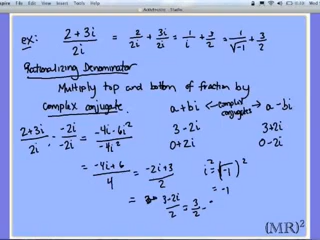 ex: (2+3i)/(2i) = 2/(2i) + (3i)/(2i) = 1/i + 3/2 = 1/√-1 + 3/2
Rationalizing Denominator
Multiply top and bottom of fraction by
complex conjugate. a+bi ← complex conjugates → a-bi
(2+3i)/(2i) · (-2i)/(-2i) = (-4i-6i²)/(-4i²) 3-2i 3+2i
0+2i 0-2i
= (-4i+6)/4 = (-2i+3)/2 i² = (√-1)²
= -1
= (3-2i)/2 = 3/2 -
(MR)²